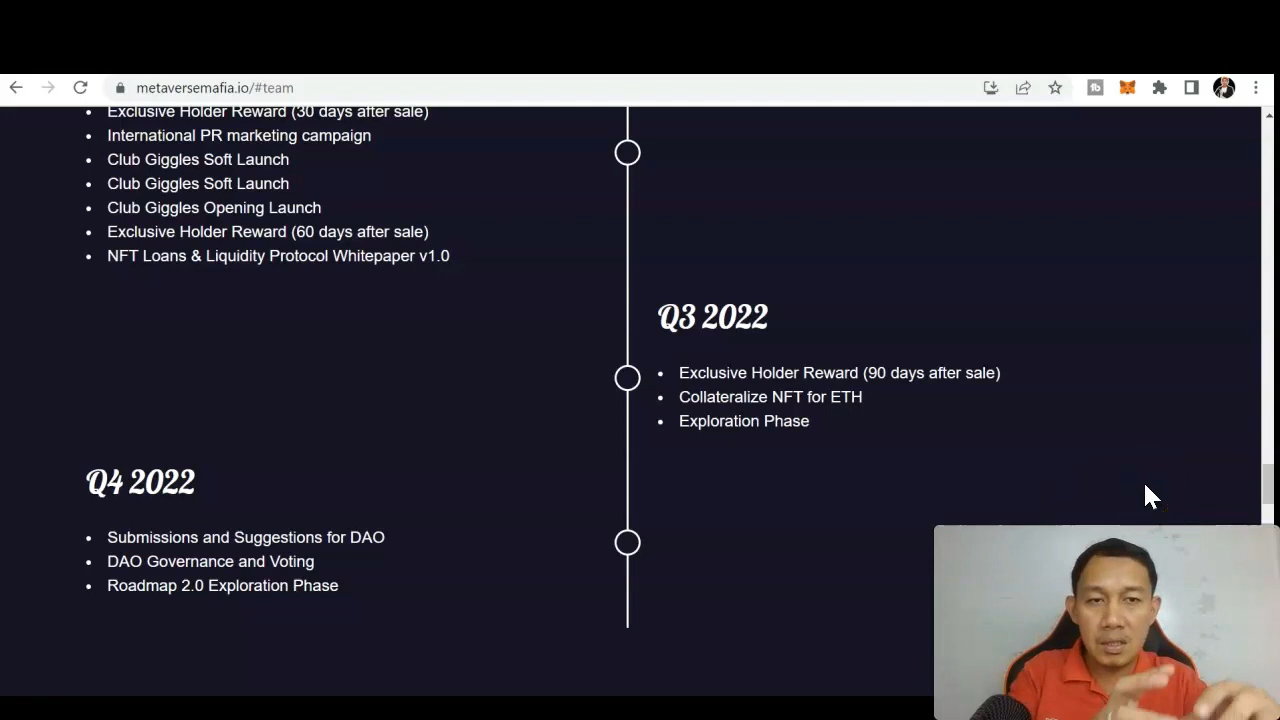 metaversemafia.io/#team
Exclusive Holder Reward (30 days after sale)
International PR marketing campaign
Club Giggles Soft Launch
Club Giggles Soft Launch
Club Giggles Opening Launch
Exclusive Holder Reward (60 days after sale)
NFT Loans & Liquidity Protocol Whitepaper v1.0
Q3 2022
Exclusive Holder Reward (90 days after sale)
Collateralize NFT for ETH
Exploration Phase
Q4 2022
Submissions and Suggestions for DAO
DAO Governance and Voting
Roadmap 2.0 Exploration Phase